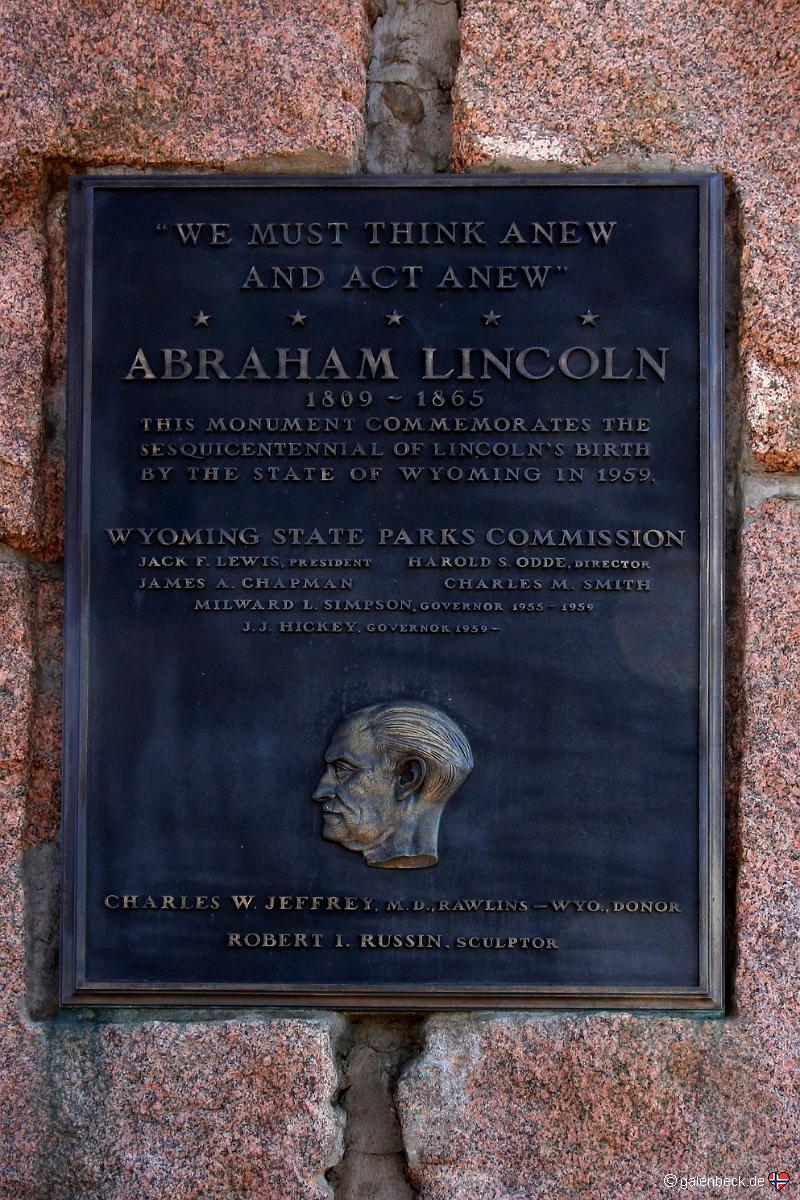 “WE MUST THINK ANEW
AND ACT ANEW”
ABRAHAM LINCOLN
1809 ~ 1865
THIS MONUMENT COMMEMORATES THE
SESQUICENTENNIAL OF LINCOLN'S BIRTH
BY THE STATE OF WYOMING IN 1959.
WYOMING STATE PARKS COMMISSION
JACK F. LEWIS, PRESIDENT HAROLD S. ODDE, DIRECTOR
JAMES A. CHAPMAN CHARLES M. SMITH
MILWARD L. SIMPSON, GOVERNOR 1955 - 1959
J.J. HICKEY, GOVERNOR 1959 -
CHARLES W. JEFFREY, M.D., RAWLINS - WYO., DONOR
ROBERT I. RUSSIN, SCULPTOR
© galenbeck.de